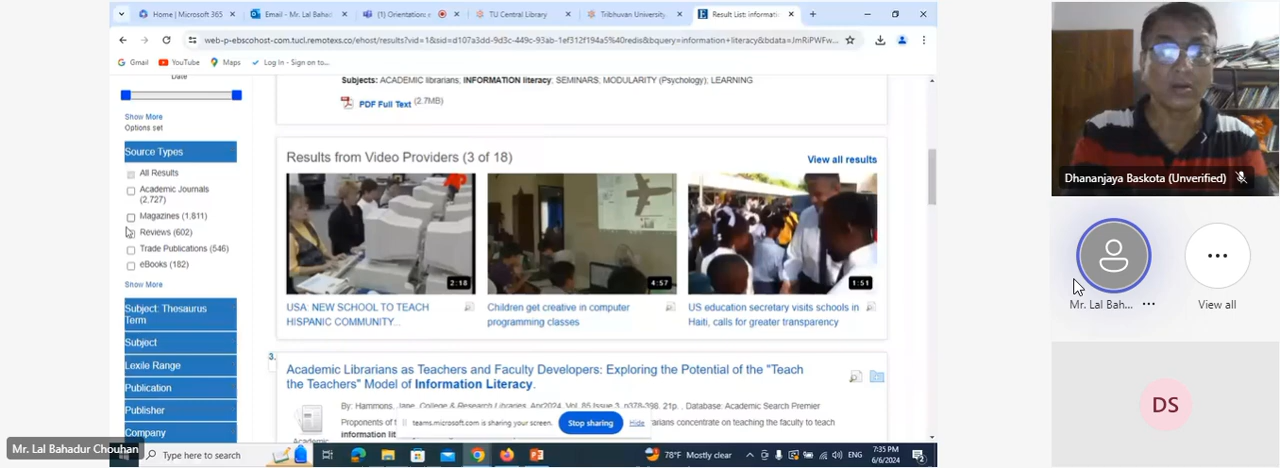 Home | Microsoft 365
Email - Mr. Lal Bahad
(1) Orientations
TU Central Library
Tribhuvan University,
Result List: informati
web-p-ebscohost-com.tucl.remotexs.co/ehost/results?vid=1&sid=d107a3dd-9d3c-449c-93ab-1ef312f194a5%40redis&bquery=information+literacy&bdata=JmRiPWFw...
Gmail
YouTube
Maps
Log In - Sign on to...
Date
Show More
Options set
Source Types
All Results
Academic Journals
(2,727)
Magazines (1,811)
Reviews (602)
Trade Publications (546)
eBooks (182)
Show More
Subject: Thesaurus
Term
Subject
Lexile Range
Publication
Publisher
Company
Subjects: ACADEMIC librarians; INFORMATION literacy; SEMINARS; MODULARITY (Psychology); LEARNING
PDF Full Text (2.7MB)
Results from Video Providers (3 of 18)
View all results
2:18
4:57
1:51
USA: NEW SCHOOL TO TEACH
HISPANIC COMMUNITY...
Children get creative in computer
programming classes
US education secretary visits schools in
Haiti, calls for greater transparency
3.
Academic Librarians as Teachers and Faculty Developers: Exploring the Potential of the "Teach
the Teachers" Model of Information Literacy.
By: Hammons, Jane. College & Research Libraries. Apr2024, Vol. 85 Issue 3, p378-398. 21p. , Database: Academic Search Premier
Proponents of t
arians concentrate on teaching the faculty to teach
information lit
Academic
teams.microsoft.com is sharing your screen.
Stop sharing
Hide
Type here to search
78°F Mostly clear
ENG
7:35 PM
6/6/2024
2
Mr. Lal Bahadur Chouhan
Dhananjaya Baskota (Unverified)
Mr. Lal Bah...
View all
DS